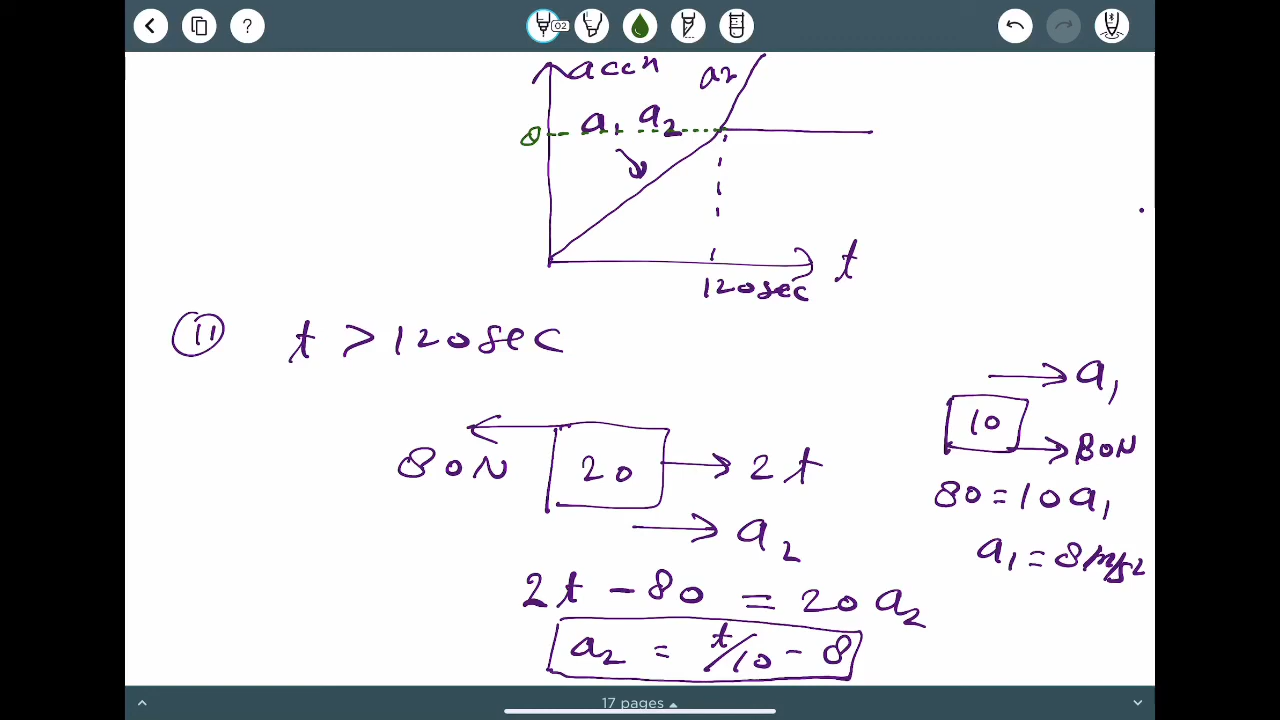 ?
02
accn
a2
a1 a2
8
t
120sec
(11) t > 120sec
a1
10
80N
80N 20 2t
80 = 10a1
a2
a1 = 8m/s2
2t - 80 = 20a2
a2 = t/10 - 8
17 pages